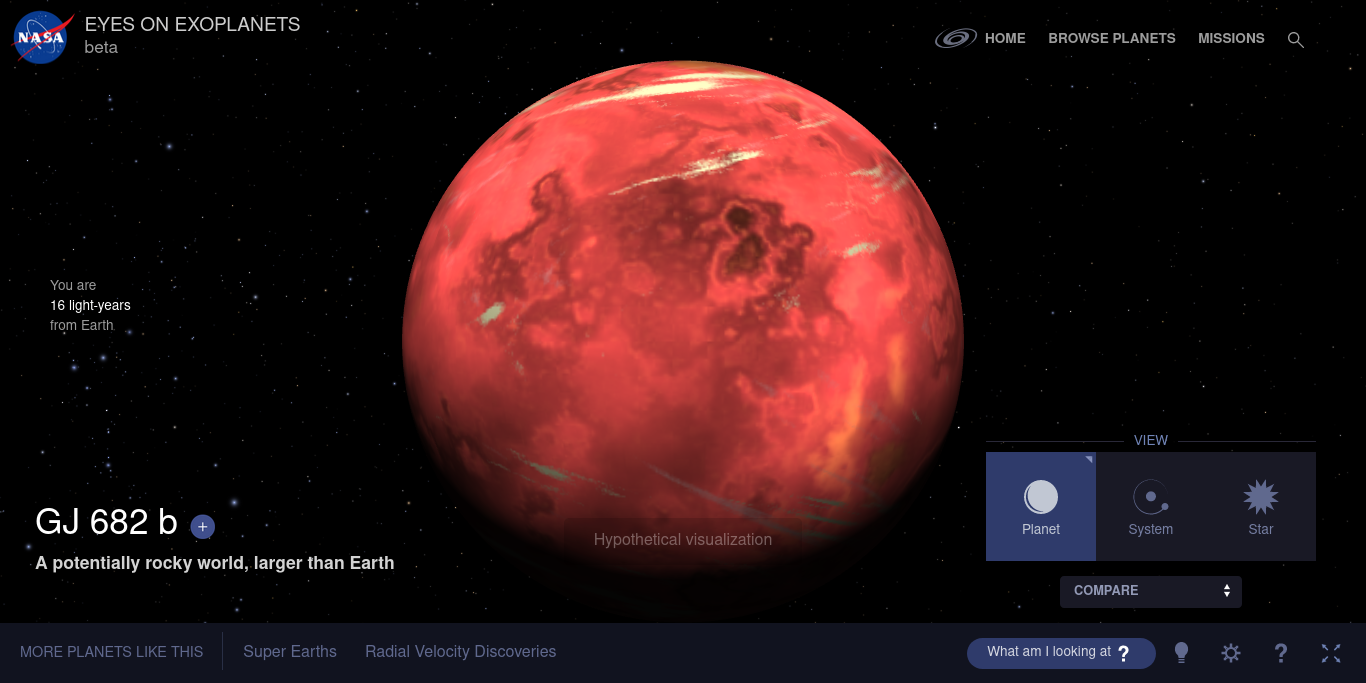 NASA
EYES ON EXOPLANETS
beta
HOME
BROWSE PLANETS
MISSIONS
You are
16 light-years
from Earth
GJ 682 b +
A potentially rocky world, larger than Earth
Hypothetical visualization
VIEW
Planet
System
Star
COMPARE
MORE PLANETS LIKE THIS
Super Earths
Radial Velocity Discoveries
What am I looking at ?
?